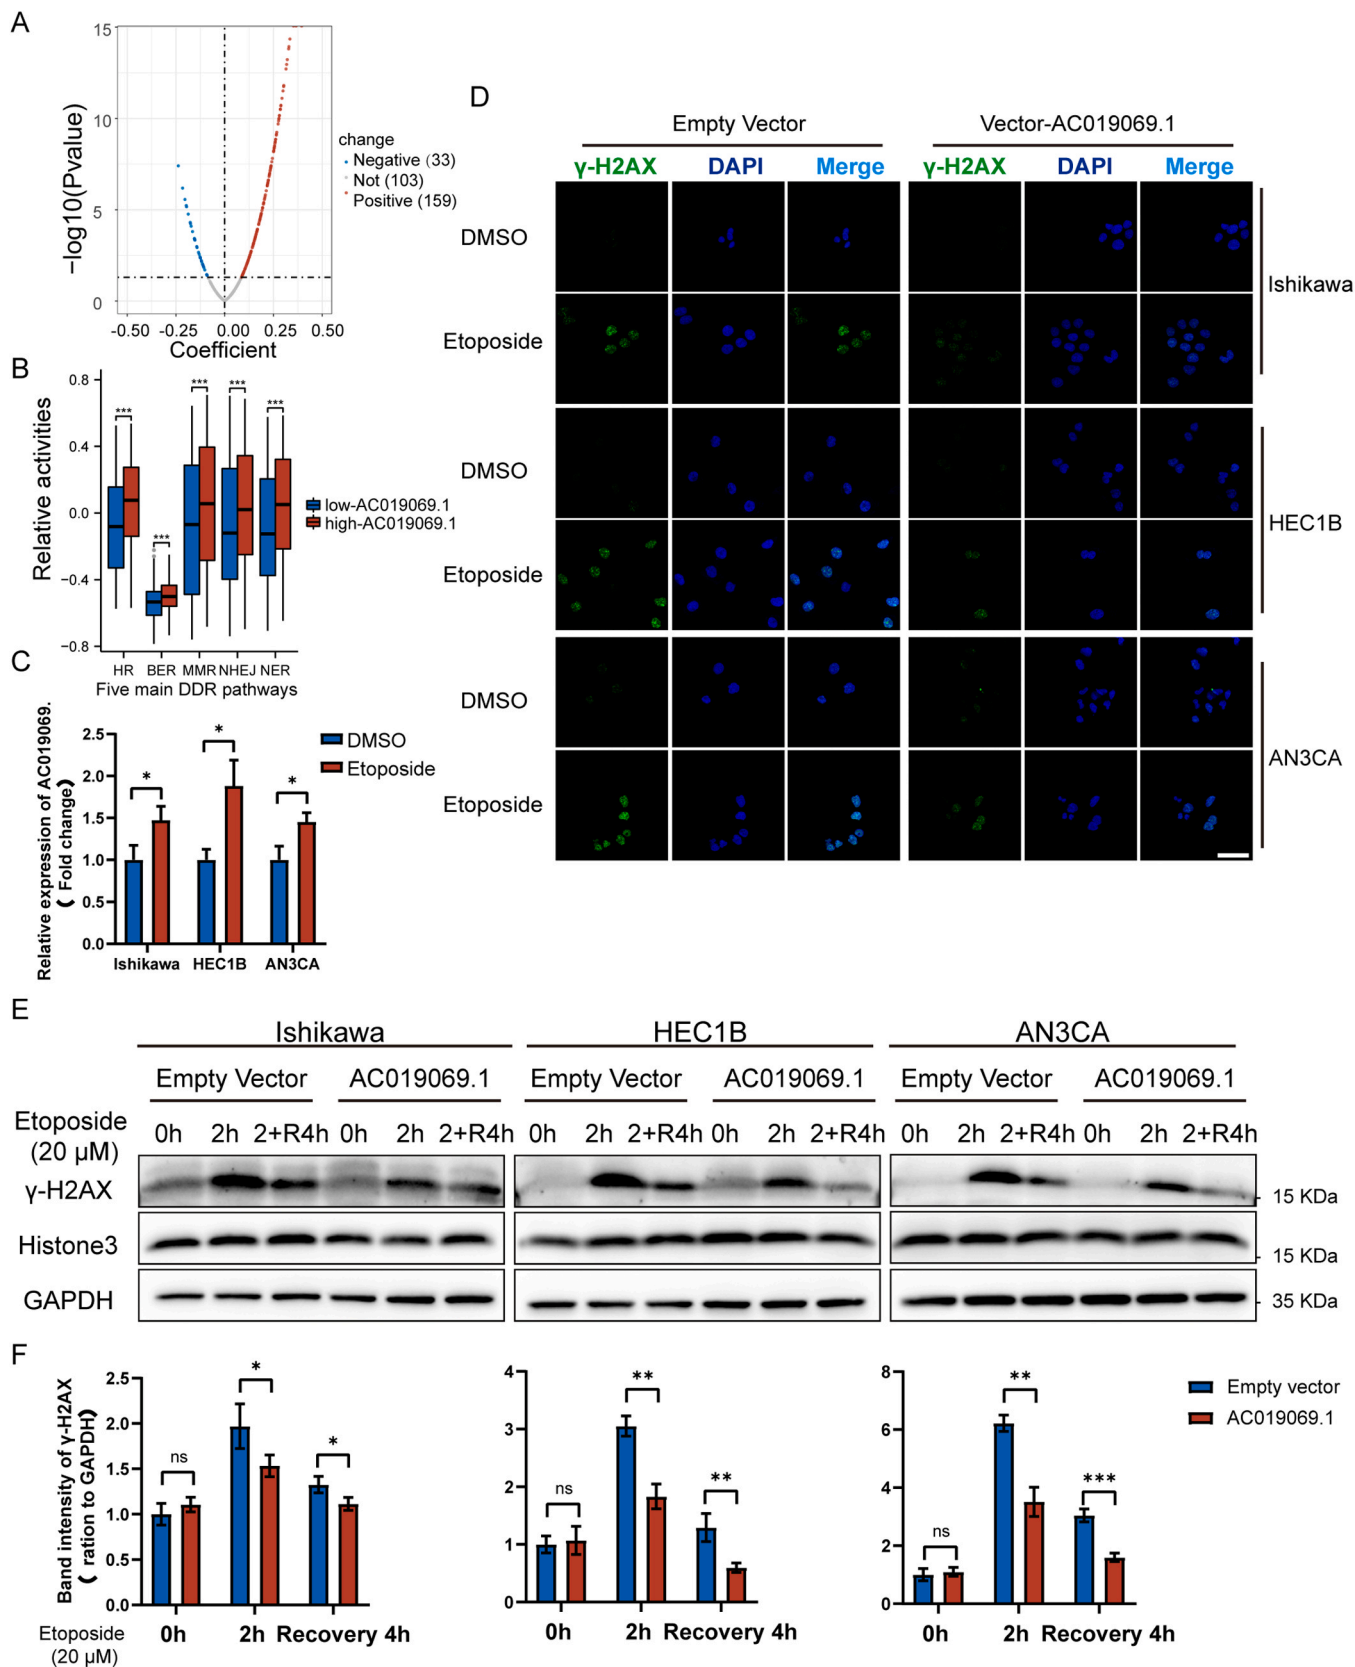 A
15
10
5
0
−log10(Pvalue)
-0.50 -0.25 0.00 0.25 0.50
Coefficient
change
Negative (33)
Not (103)
Positive (159)
B
0.8
0.4
0.0
−0.4
−0.8
Relative activities
*** *** *** *** ***
HR BER MMR NHEJ NER
Five main DDR pathways
low-AC019069.1
high-AC019069.1
C
2.5
2.0
1.5
1.0
0.5
0.0
Relative expression of AC019069.
( Fold change)
* * *
Ishikawa HEC1B AN3CA
DMSO
Etoposide
D
Empty Vector Vector-AC019069.1
γ-H2AX DAPI Merge γ-H2AX DAPI Merge
DMSO
Etoposide
Ishikawa
DMSO
Etoposide
HEC1B
DMSO
Etoposide
AN3CA
E
Ishikawa HEC1B AN3CA
Empty Vector AC019069.1 Empty Vector AC019069.1 Empty Vector AC019069.1
Etoposide
(20 μM)
0h 2h 2+R4h 0h 2h 2+R4h 0h 2h 2+R4h 0h 2h 2+R4h 0h 2h 2+R4h 0h 2h 2+R4h
γ-H2AX 15 KDa
Histone3 15 KDa
GAPDH 35 KDa
F
Band intensity of γ-H2AX
( ration to GAPDH)
2.5
2.0
1.5
1.0
0.5
0.0
ns * *
0h 2h Recovery 4h
Etoposide
(20 μM)
4
3
2
1
0
ns ** **
0h 2h Recovery 4h
8
6
4
2
0
ns ** ***
0h 2h Recovery 4h
Empty vector
AC019069.1